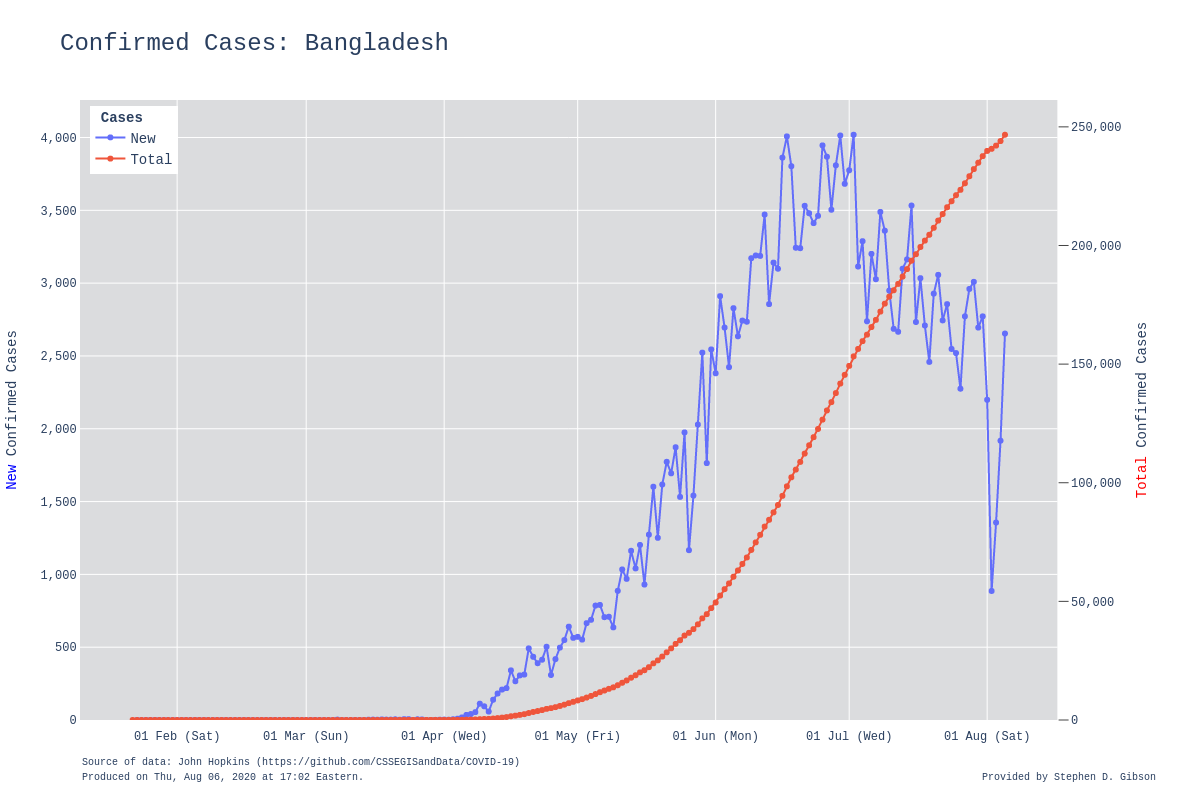 Confirmed Cases: Bangladesh
Cases
New
Total
4,000
3,500
3,000
2,500
2,000
1,500
1,000
500
0
250,000
200,000
150,000
100,000
50,000
0
New Confirmed Cases
Total Confirmed Cases
01 Feb (Sat) 01 Mar (Sun) 01 Apr (Wed) 01 May (Fri) 01 Jun (Mon) 01 Jul (Wed) 01 Aug (Sat)
Source of data: John Hopkins (https://github.com/CSSEGISandData/COVID-19)
Produced on Thu, Aug 06, 2020 at 17:02 Eastern.
Provided by Stephen D. Gibson